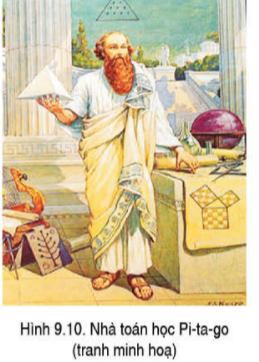 Hình 9.10. Nhà toán học Pi-ta-go
(tranh minh hoạ)